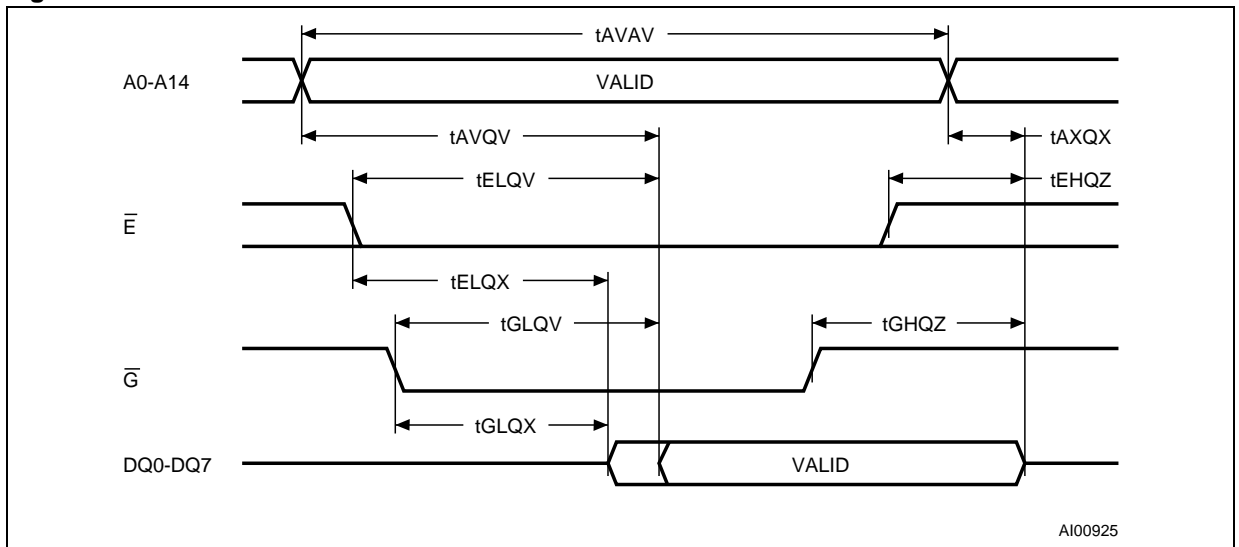 tAVAV
A0-A14
VALID
tAVQV
tAXQX
tELQV
tEHQZ
E̅
tELQX
tGLQV
tGHQZ
G̅
tGLQX
DQ0-DQ7
VALID
AI00925